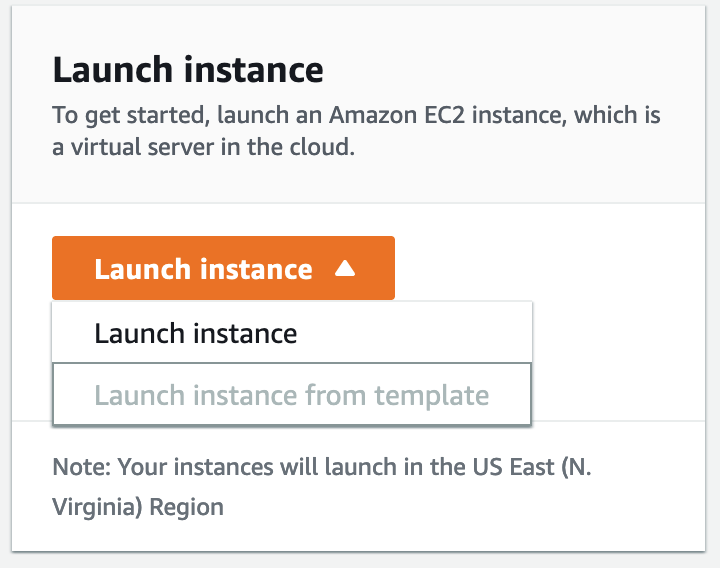 Launch instance
To get started, launch an Amazon EC2 instance, which is
a virtual server in the cloud.
Launch instance
Launch instance
Launch instance from template
Note: Your instances will launch in the US East (N.
Virginia) Region